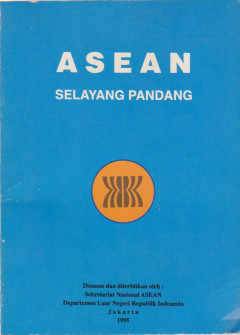 ASEAN
SELAYANG PANDANG
Disusun dan diterbitkan oleh :
Sekretariat Nasional ASEAN
Departemen Luar Negeri Republik Indonesia
Jakarta
1995